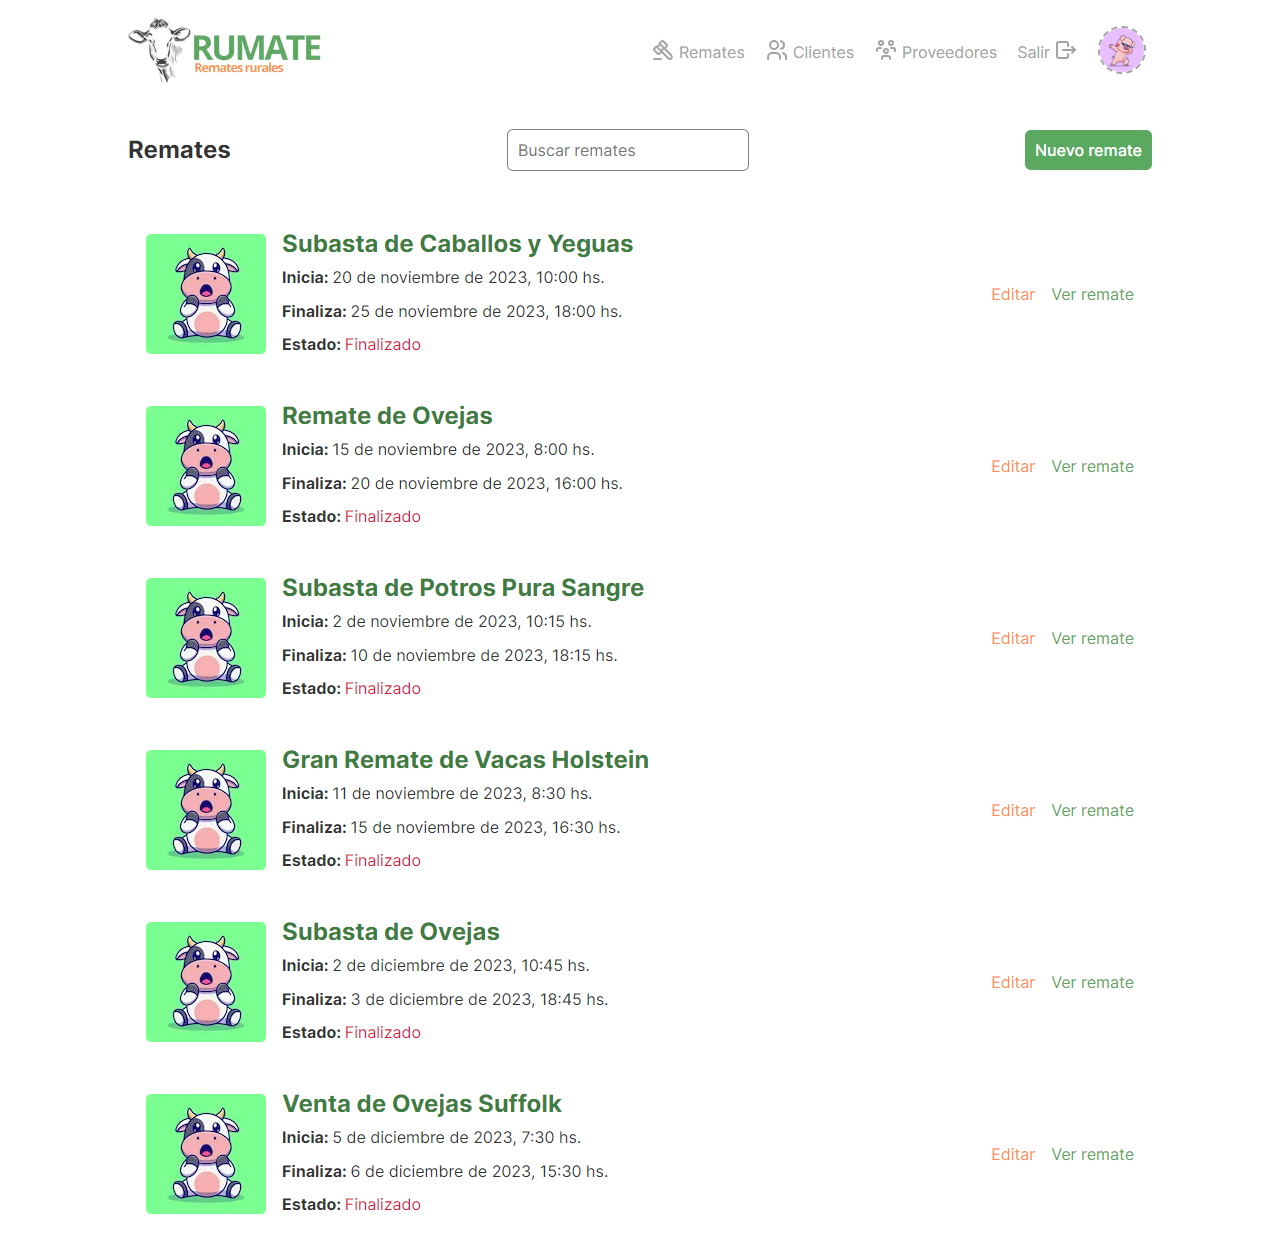 RUMATE
Remates rurales
Remates
Clientes
Proveedores
Salir
Remates
Buscar remates
Nuevo remate
Subasta de Caballos y Yeguas
Inicia: 20 de noviembre de 2023, 10:00 hs.
Finaliza: 25 de noviembre de 2023, 18:00 hs.
Estado: Finalizado
Editar
Ver remate
Remate de Ovejas
Inicia: 15 de noviembre de 2023, 8:00 hs.
Finaliza: 20 de noviembre de 2023, 16:00 hs.
Estado: Finalizado
Editar
Ver remate
Subasta de Potros Pura Sangre
Inicia: 2 de noviembre de 2023, 10:15 hs.
Finaliza: 10 de noviembre de 2023, 18:15 hs.
Estado: Finalizado
Editar
Ver remate
Gran Remate de Vacas Holstein
Inicia: 11 de noviembre de 2023, 8:30 hs.
Finaliza: 15 de noviembre de 2023, 16:30 hs.
Estado: Finalizado
Editar
Ver remate
Subasta de Ovejas
Inicia: 2 de diciembre de 2023, 10:45 hs.
Finaliza: 3 de diciembre de 2023, 18:45 hs.
Estado: Finalizado
Editar
Ver remate
Venta de Ovejas Suffolk
Inicia: 5 de diciembre de 2023, 7:30 hs.
Finaliza: 6 de diciembre de 2023, 15:30 hs.
Estado: Finalizado
Editar
Ver remate